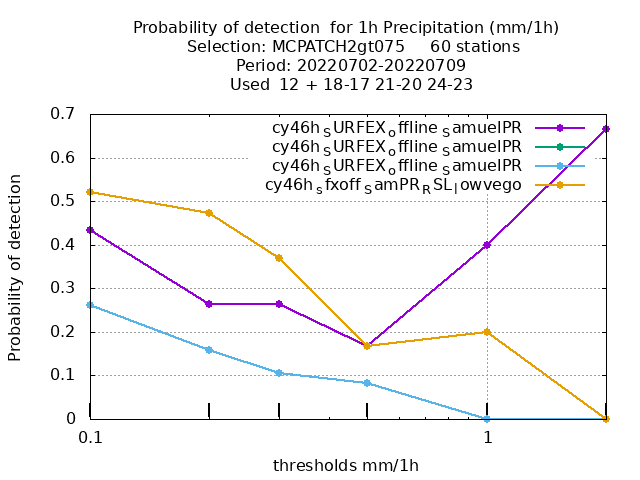 Probability of detection  for 1h Precipitation (mm/1h)
Selection: MCPATCH2gt075     60 stations
Period: 20220702-20220709
Used  12 + 18-17 21-20 24-23
cy46h_SURFEX_offline_SamuelPR
cy46h_SURFEX_offline_SamuelPR
cy46h_SURFEX_offline_SamuelPR
cy46h_sfxoff_SamPR_RSL_lowvego
Probability of detection
0.7
0.6
0.5
0.4
0.3
0.2
0.1
0
0.1
1
thresholds mm/1h